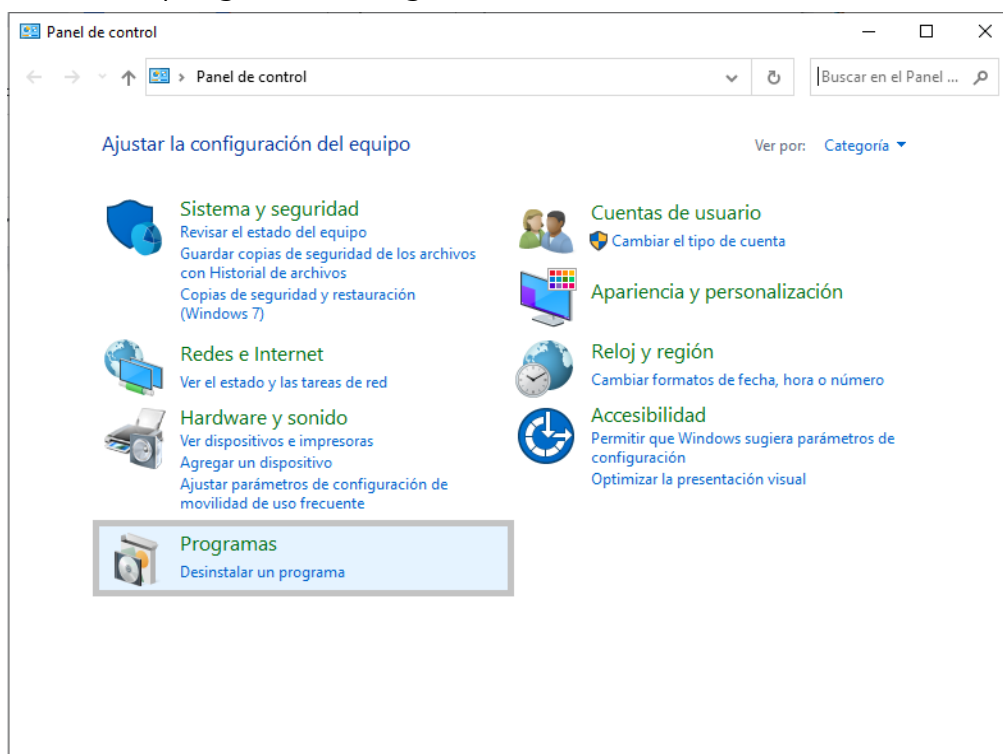 Panel de control
Panel de control
Buscar en el Panel ...
Ajustar la configuración del equipo
Ver por:
Categoría
Sistema y seguridad
Revisar el estado del equipo
Guardar copias de seguridad de los archivos
con Historial de archivos
Copias de seguridad y restauración
(Windows 7)
Redes e Internet
Ver el estado y las tareas de red
Hardware y sonido
Ver dispositivos e impresoras
Agregar un dispositivo
Ajustar parámetros de configuración de
movilidad de uso frecuente
Programas
Desinstalar un programa
Cuentas de usuario
Cambiar el tipo de cuenta
Apariencia y personalización
Reloj y región
Cambiar formatos de fecha, hora o número
Accesibilidad
Permitir que Windows sugiera parámetros de
configuración
Optimizar la presentación visual